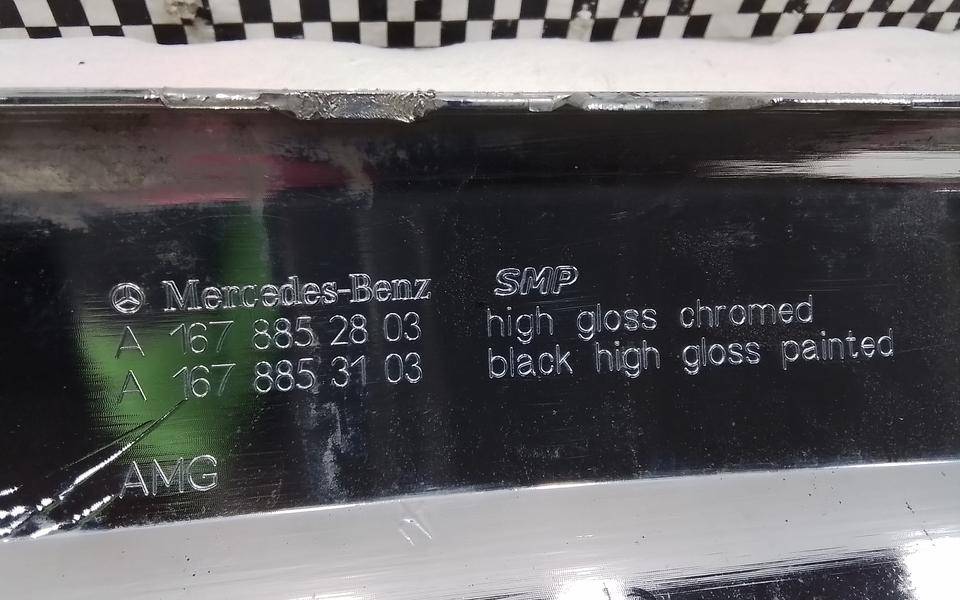 Mercedes-Benz
A 167 885 28 03
A 167 885 31 03
AMG
SMP
high gloss chromed
black high gloss painted